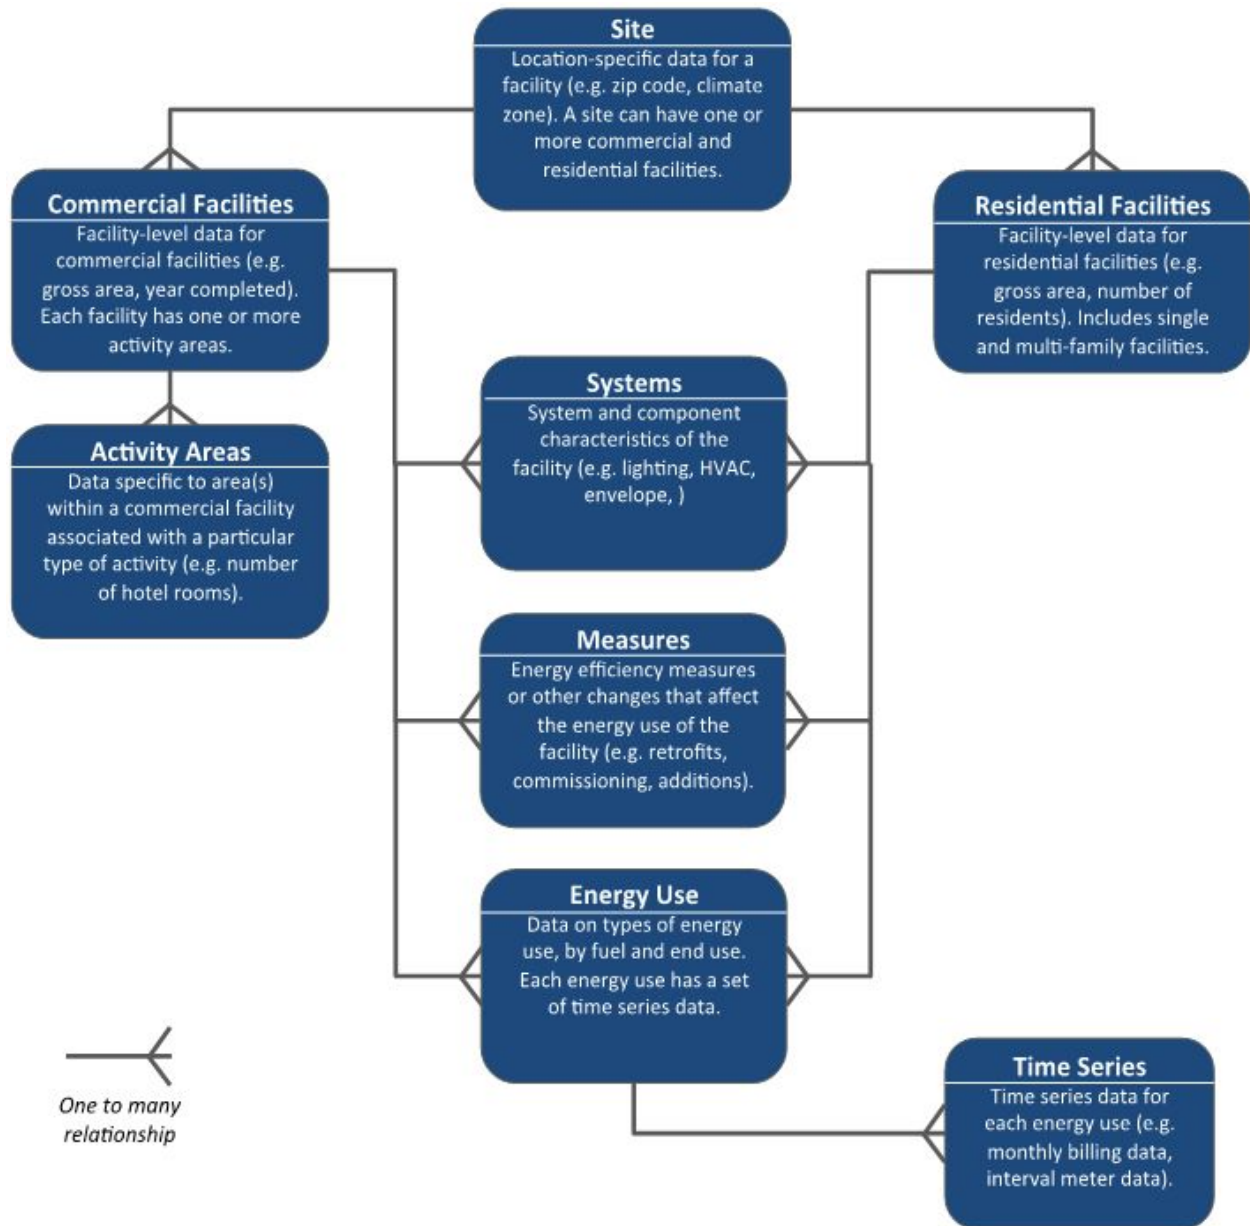 Site
Location-specific data for a
facility (e.g. zip code, climate
zone). A site can have one or
more commercial and
residential facilities.
Commercial Facilities
Facility-level data for
commercial facilities (e.g.
gross area, year completed).
Each facility has one or more
activity areas.
Residential Facilities
Facility-level data for
residential facilities (e.g.
gross area, number of
residents). Includes single
and multi-family facilities.
Systems
System and component
characteristics of the
facility (e.g. lighting, HVAC,
envelope, )
Activity Areas
Data specific to area(s)
within a commercial facility
associated with a particular
type of activity (e.g. number
of hotel rooms).
Measures
Energy efficiency measures
or other changes that affect
the energy use of the
facility (e.g. retrofits,
commissioning, additions).
Energy Use
Data on types of energy
use, by fuel and end use.
Each energy use has a set
of time series data.
Time Series
Time series data for
each energy use (e.g.
monthly billing data,
interval meter data).
One to many
relationship